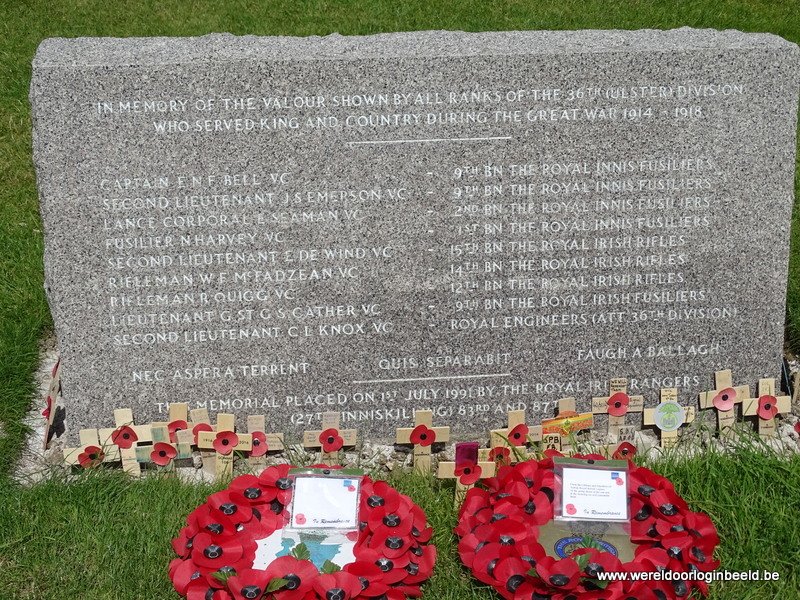 IN MEMORY OF THE VALOUR SHOWN BY ALL RANKS OF THE 36TH (ULSTER) DIVISION
WHO SERVED KING AND COUNTRY DURING THE GREAT WAR 1914 - 1918
CAPTAIN E.N.F. BELL VC - 9TH BN THE ROYAL INNIS FUSILIERS
SECOND LIEUTENANT J.S EMERSON VC - 9TH BN THE ROYAL INNIS FUSILIERS
LANCE CORPORAL E SEAMAN VC - 2ND BN THE ROYAL INNIS FUSILIERS
FUSILIER N HARVEY VC - 1ST BN THE ROYAL INNIS FUSILIERS
SECOND LIEUTENANT E DE WIND VC - 15TH BN THE ROYAL IRISH RIFLES
RIFLEMAN W F McFADZEAN VC - 14TH BN THE ROYAL IRISH RIFLES
RIFLEMAN R QUIGG VC - 12TH BN THE ROYAL IRISH RIFLES
LIEUTENANT G ST G S CATHER VC - 9TH BN THE ROYAL IRISH FUSILIERS
SECOND LIEUTENANT C L KNOX VC - ROYAL ENGINEERS (ATT 36TH DIVISION)
NEC ASPERA TERRENT QUIS SEPARABIT FAUGH A BALLAGH
MEMORIAL PLACED ON 1ST JULY 1991 BY THE ROYAL IRISH RANGERS
(27TH INNISKILLING) 83RD AND 87TH
In Remembrance
In Remembrance
www.wereldoorloginbeeld.be